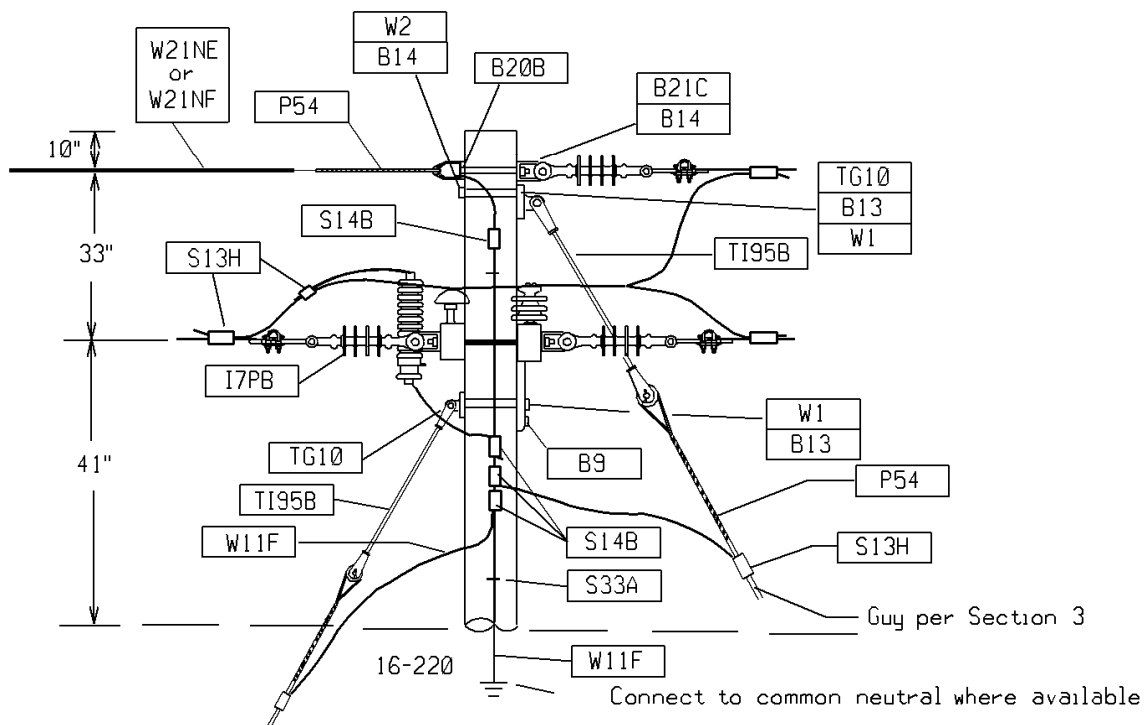 W21NE
or
W21NF
P54
W2
B14
B20B
B21C
B14
10"
TG10
B13
W1
S14B
33"
S13H
TI95B
I7PB
W1
B13
TG10
B9
41"
P54
TI95B
W11F
S14B
S13H
S33A
Guy per Section 3
16-220
W11F
Connect to common neutral where available